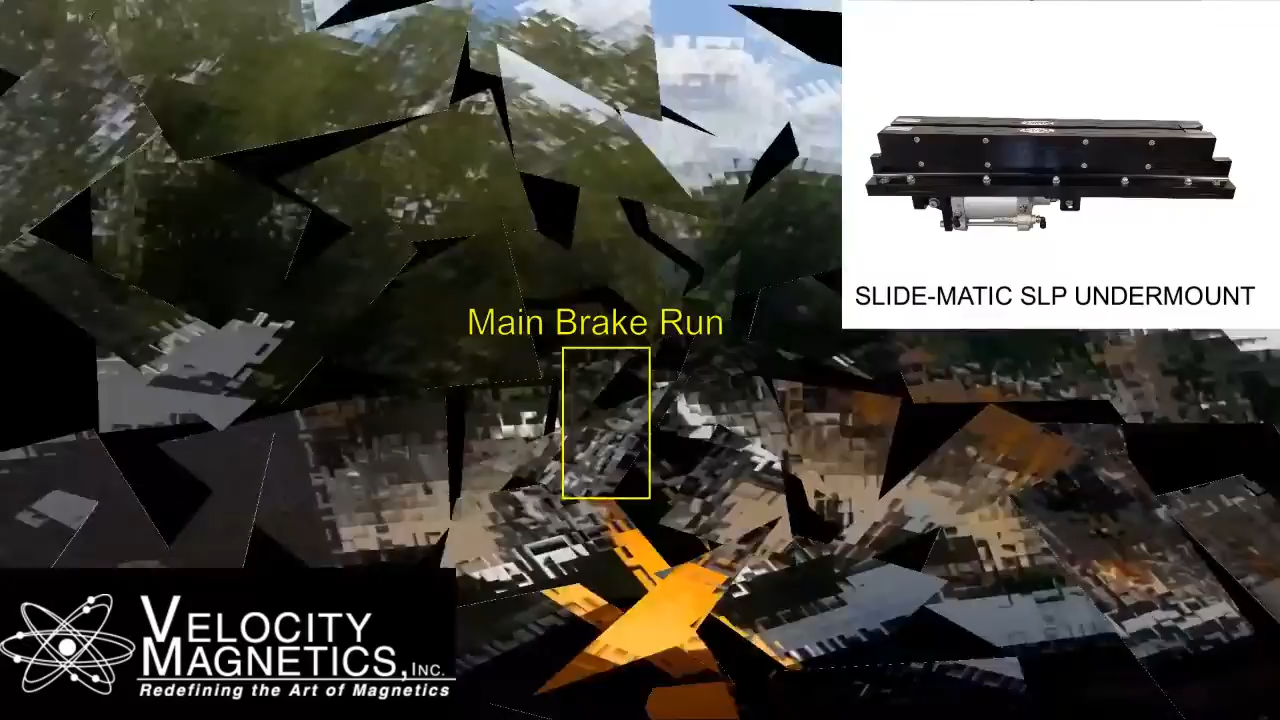 SLIDE-MATIC SLP UNDERMOUNT
Main Brake Run
VELOCITY
MAGNETICS, INC.
Redefining the Art of Magnetics